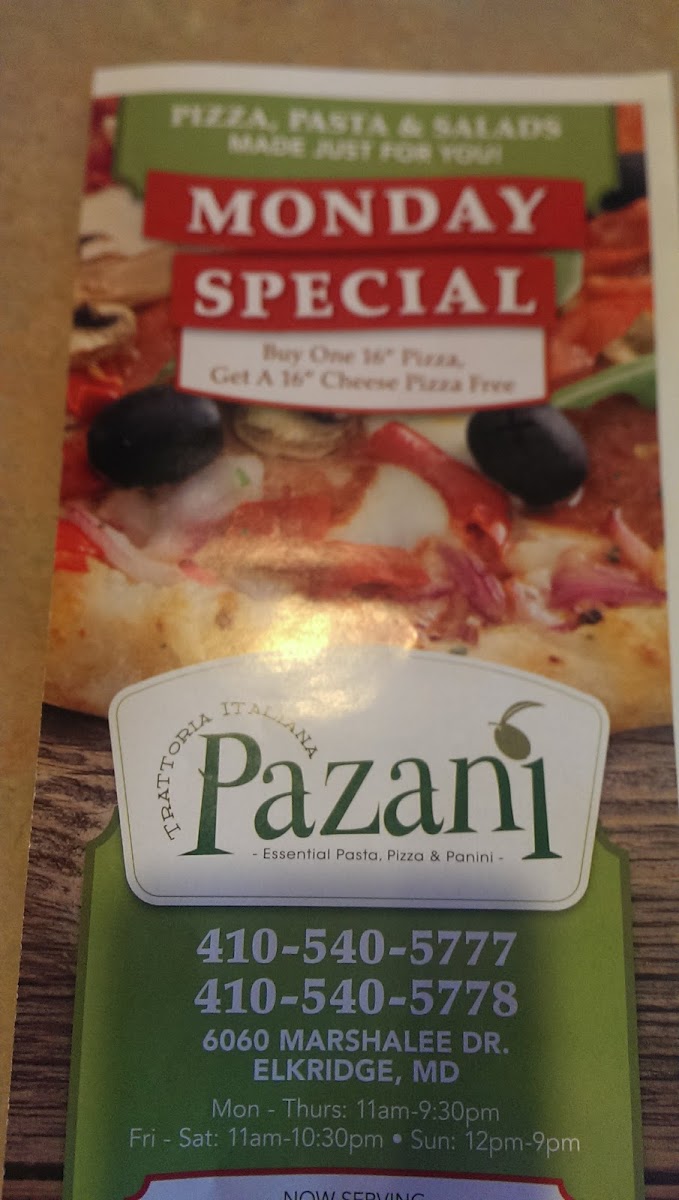 PIZZA, PASTA & SALADS
MADE JUST FOR YOU!
MONDAY
SPECIAL
Buy One 16" Pizza,
Get A 16" Cheese Pizza Free
TRATTORIA ITALIANA
Pazani
- Essential Pasta, Pizza & Panini -
410-540-5777
410-540-5778
6060 MARSHALEE DR.
ELKRIDGE, MD
Mon - Thurs: 11am-9:30pm
Fri - Sat: 11am-10:30pm • Sun: 12pm-9pm
NOW SERVING